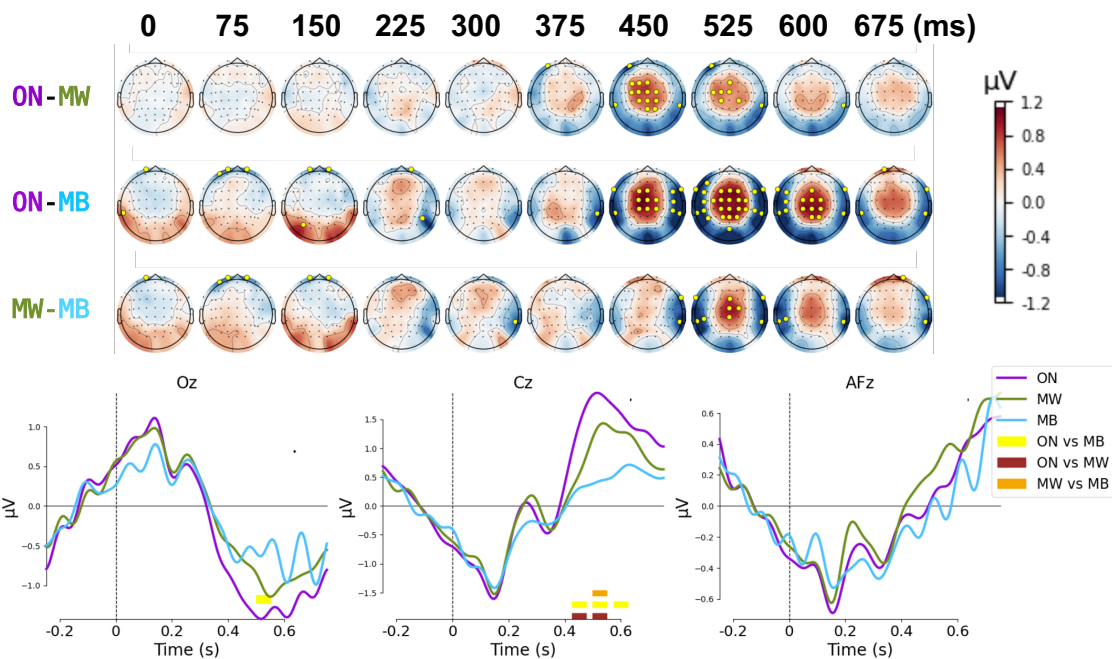 0 75 150 225 300 375 450 525 600 675 (ms)
ON-MW
ON-MB
MW-MB
μV
1.2
0.8
0.4
0.0
-0.4
-0.8
-1.2
Oz
μV
1.0
0.5
0.0
−0.5
−1.0
-0.2 0 0.2 0.4 0.6
Time (s)
Cz
μV
1.5
1.0
0.5
0.0
−0.5
−1.0
−1.5
-0.2 0 0.2 0.4 0.6
Time (s)
AFz
μV
0.6
0.4
0.2
0.0
−0.2
−0.4
−0.6
-0.2 0 0.2 0.4 0.6
Time (s)
ON
MW
MB
ON vs MB
ON vs MW
MW vs MB